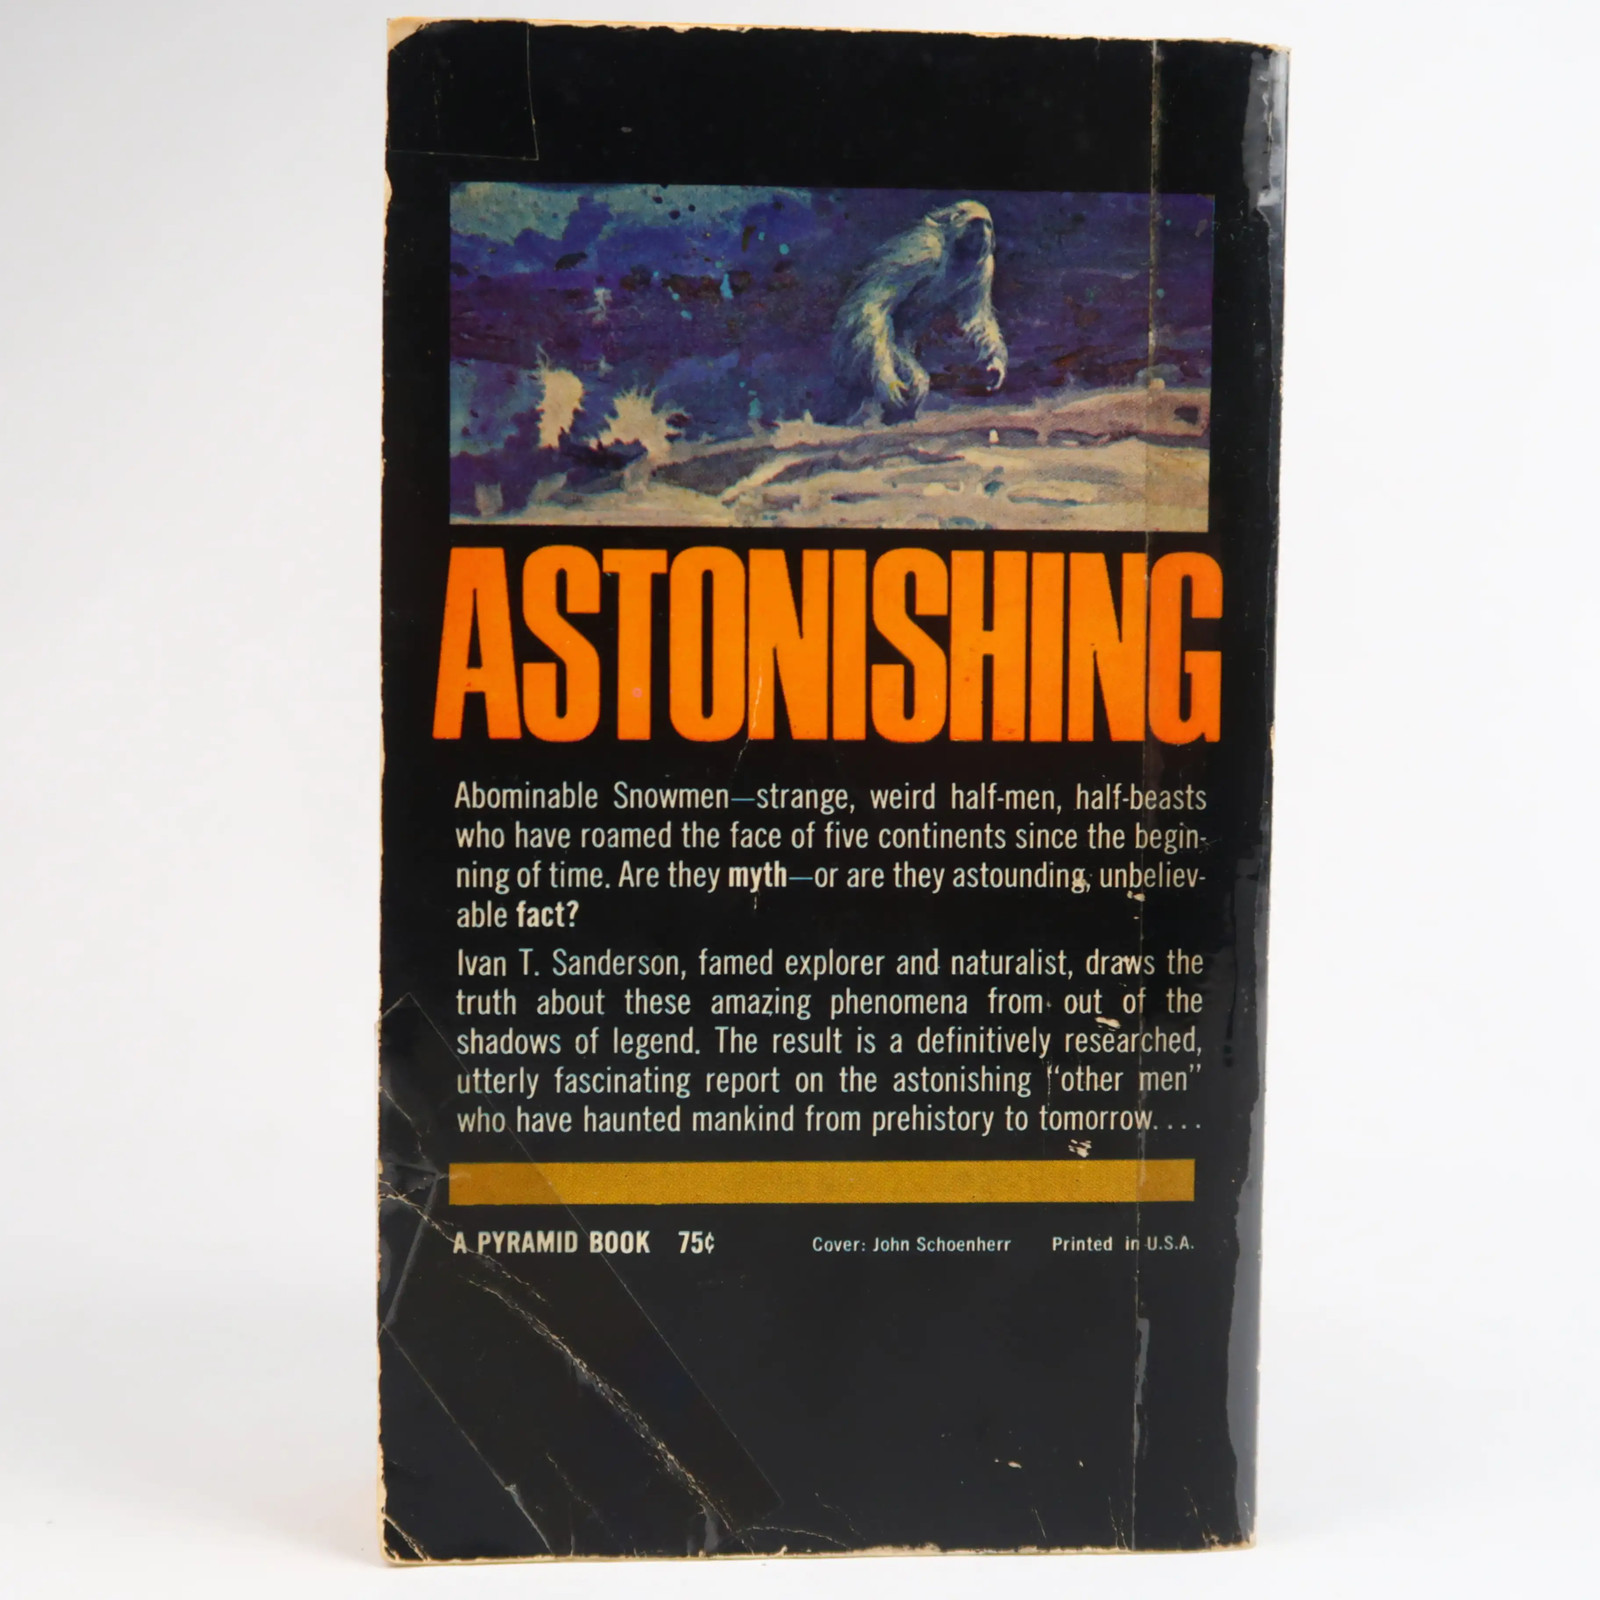 ASTONISHING
Abominable Snowmen—strange, weird half-men, half-beasts
who have roamed the face of five continents since the begin-
ning of time. Are they myth—or are they astounding, unbeliev-
able fact?
Ivan T. Sanderson, famed explorer and naturalist, draws the
truth about these amazing phenomena from out of the
shadows of legend. The result is a definitively researched,
utterly fascinating report on the astonishing “other men”
who have haunted mankind from prehistory to tomorrow....
A PYRAMID BOOK 75¢ Cover: John Schoenherr Printed in U.S.A.